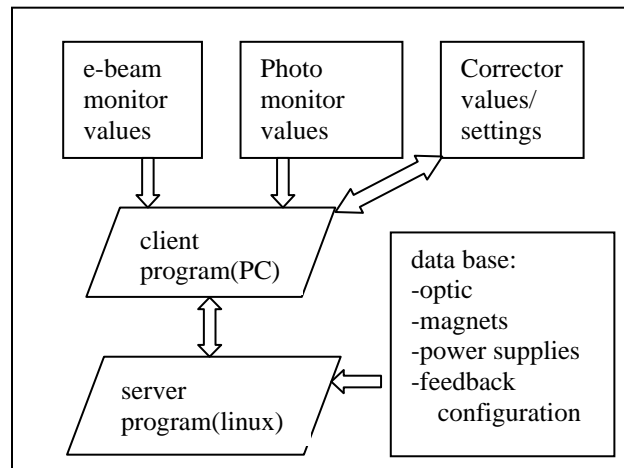 e-beam
monitor
values
Photo
monitor
values
Corrector
values/
settings
client
program(PC)
data base:
-optic
-magnets
-power supplies
-feedback
configuration
server
program(linux)